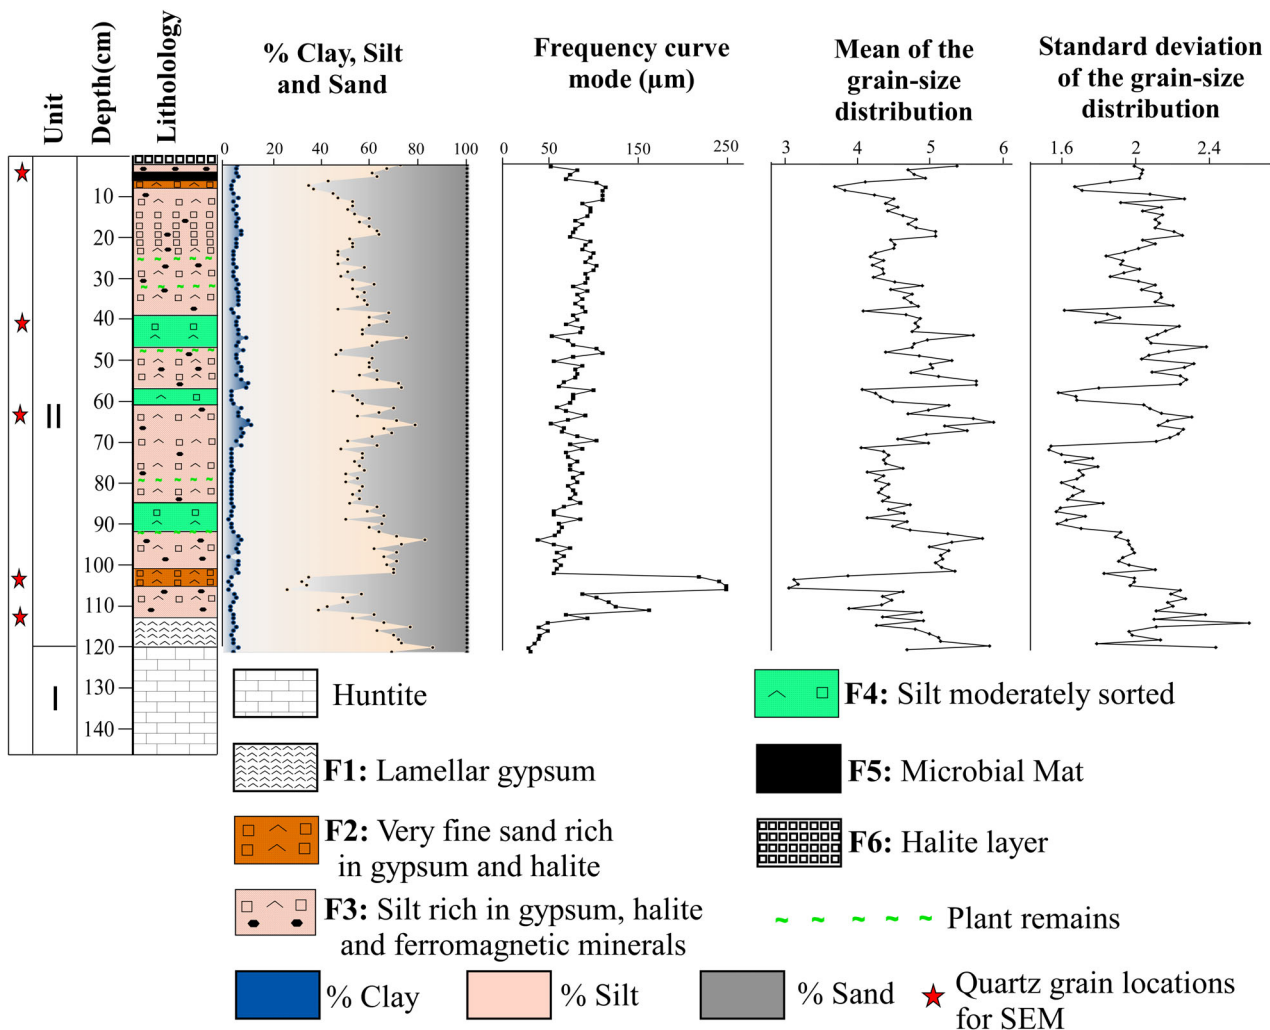 Unit
Depth(cm)
Lithololology
% Clay, Silt
and Sand
Frequency curve
mode (µm)
Mean of the
grain-size
distribution
Standard deviation
of the grain-size
distribution
0 20 40 60 80 100
0 50 150 250
3 4 5 6
1.6 2 2.4
10
20
30
40
50
60
70
80
90
100
110
120
130
140
II
I
Huntite
F1: Lamellar gypsum
F2: Very fine sand rich
in gypsum and halite
F3: Silt rich in gypsum, halite
and ferromagnetic minerals
F4: Silt moderately sorted
F5: Microbial Mat
F6: Halite layer
Plant remains
% Clay
% Silt
% Sand
Quartz grain locations
for SEM